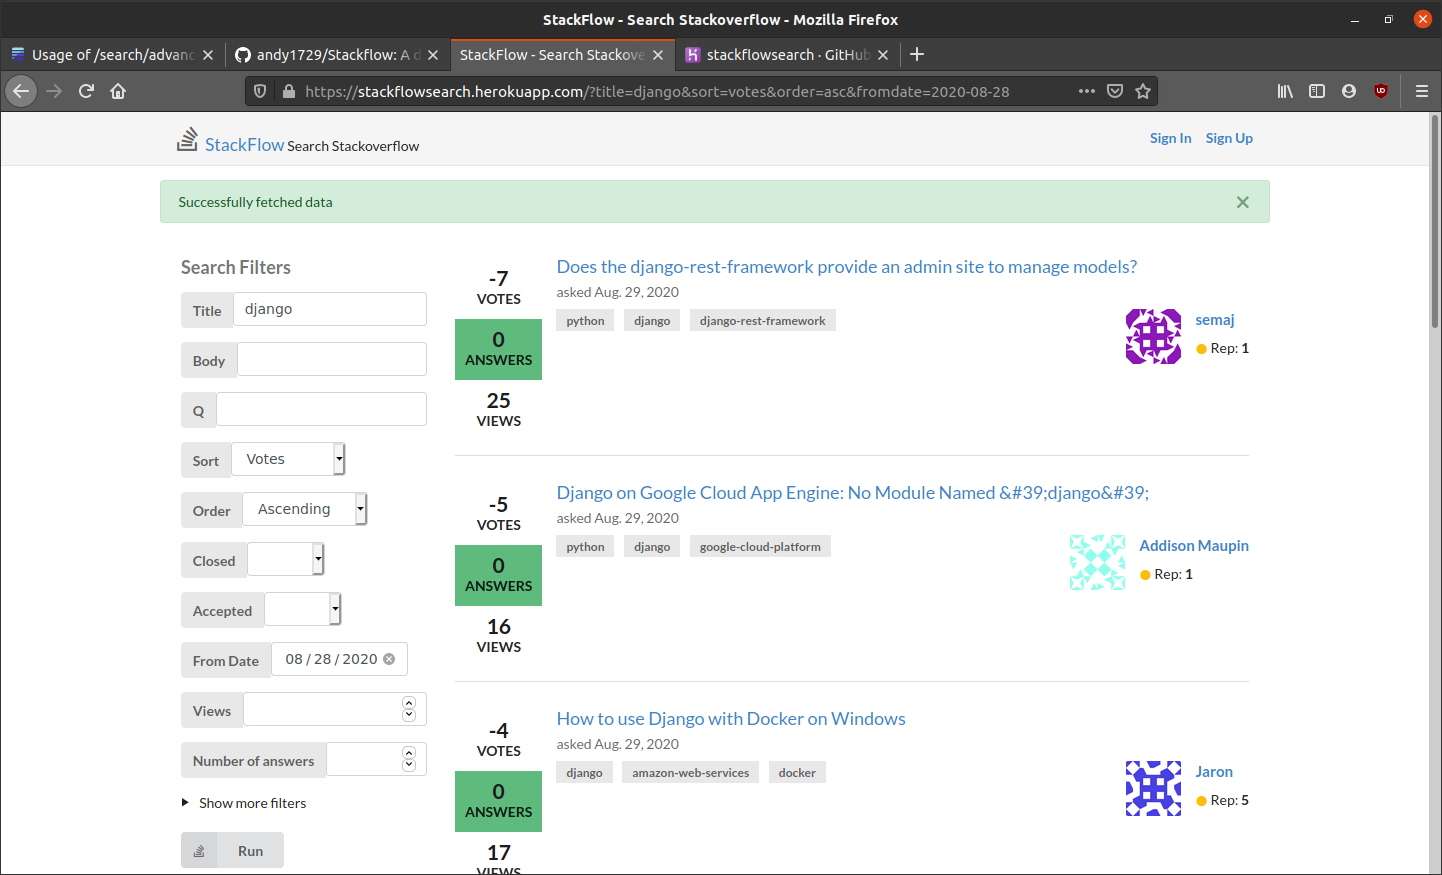 StackFlow - Search Stackoverflow - Mozilla Firefox
Usage of /search/advanc
andy1729/Stackflow: A d
StackFlow - Search Stackove
stackflowsearch · GitHub
https://stackflowsearch.herokuapp.com/?title=django&sort=votes&order=asc&fromdate=2020-08-28
StackFlow Search Stackoverflow
Sign In
Sign Up
Successfully fetched data
Search Filters
Title
django
Body
Q
Sort
Votes
Order
Ascending
Closed
Accepted
From Date
08 / 28 / 2020
Views
Number of answers
Show more filters
Run
-7
VOTES
0
ANSWERS
25
VIEWS
Does the django-rest-framework provide an admin site to manage models?
asked Aug. 29, 2020
python
django
django-rest-framework
semaj
Rep: 1
-5
VOTES
0
ANSWERS
16
VIEWS
Django on Google Cloud App Engine: No Module Named &#39;django&#39;
asked Aug. 29, 2020
python
django
google-cloud-platform
Addison Maupin
Rep: 1
-4
VOTES
0
ANSWERS
17
VIEWS
How to use Django with Docker on Windows
asked Aug. 29, 2020
django
amazon-web-services
docker
Jaron
Rep: 5